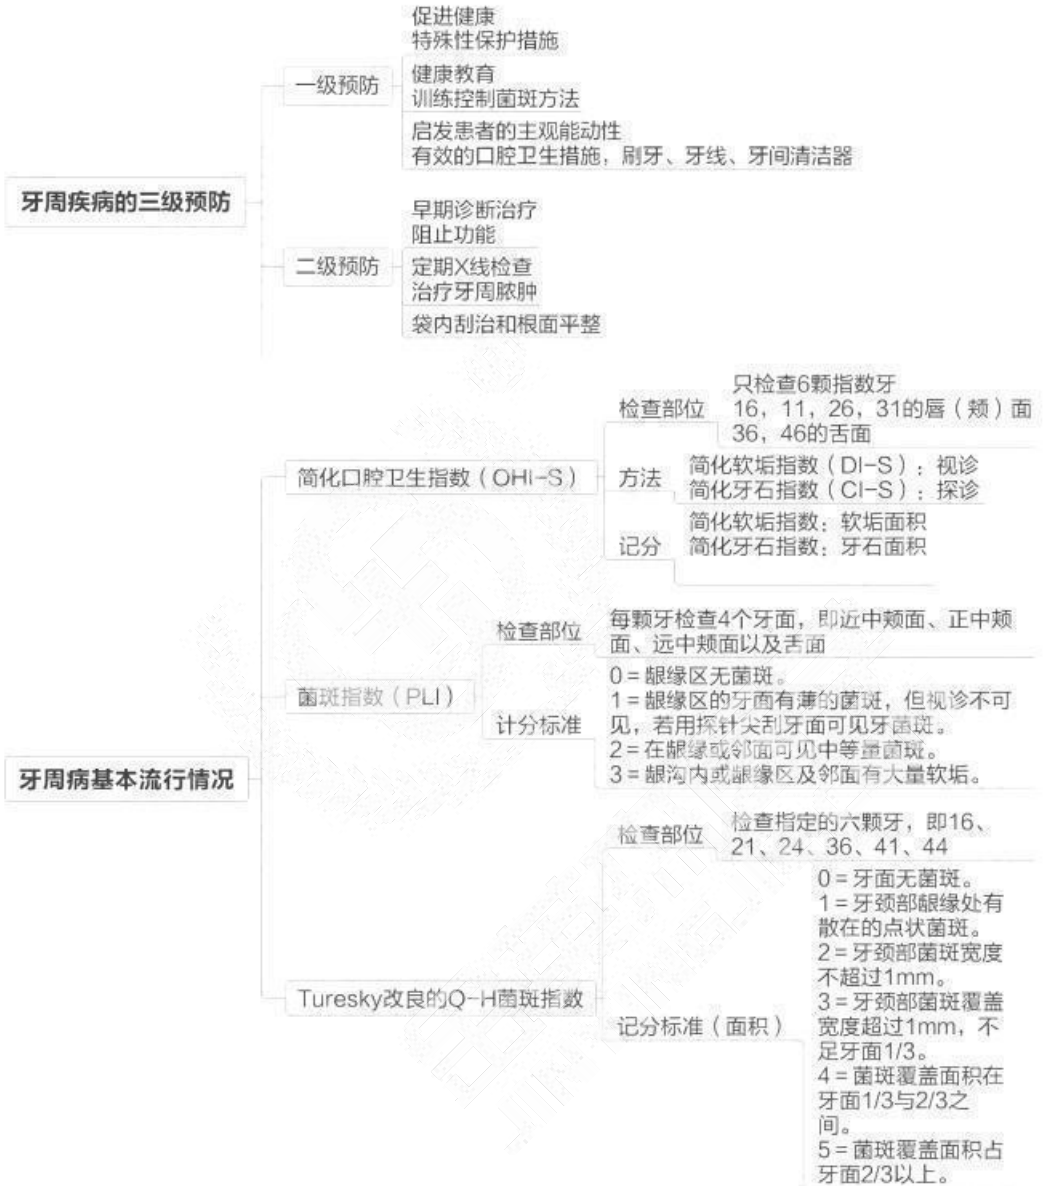 牙周疾病的三级预防
一级预防
促进健康
特殊性保护措施
健康教育
训练控制菌斑方法
启发患者的主观能动性
有效的口腔卫生措施，刷牙、牙线、牙间清洁器
二级预防
早期诊断治疗
阻止功能
定期X线检查
治疗牙周脓肿
袋内刮治和根面平整
牙周病基本流行情况
简化口腔卫生指数（OHI-S）
检查部位
只检查6颗指数牙
16，11，26，31的唇（颊）面
36，46的舌面
方法
简化软垢指数（DI-S）：视诊
简化牙石指数（CI-S）：探诊
记分
简化软垢指数：软垢面积
简化牙石指数：牙石面积
菌斑指数（PLI）
检查部位
每颗牙检查4个牙面，即近中颊面、正中颊
面、远中颊面以及舌面
计分标准
0=龈缘区无菌斑。
1=龈缘区的牙面有薄的菌斑，但视诊不可
见，若用探针尖刮牙面可见牙菌斑。
2=在龈缘或邻面可见中等量菌斑。
3=龈沟内或龈缘区及邻面有大量软垢。
Turesky改良的Q-H菌斑指数
检查部位
检查指定的六颗牙，即16、
21、24、36、41、44
记分标准（面积）
0=牙面无菌斑。
1=牙颈部龈缘处有
散在的点状菌斑。
2=牙颈部菌斑宽度
不超过1mm。
3=牙颈部菌斑覆盖
宽度超过1mm，不
足牙面1/3。
4=菌斑覆盖面积在
牙面1/3与2/3之
间。
5=菌斑覆盖面积占
牙面2/3以上。